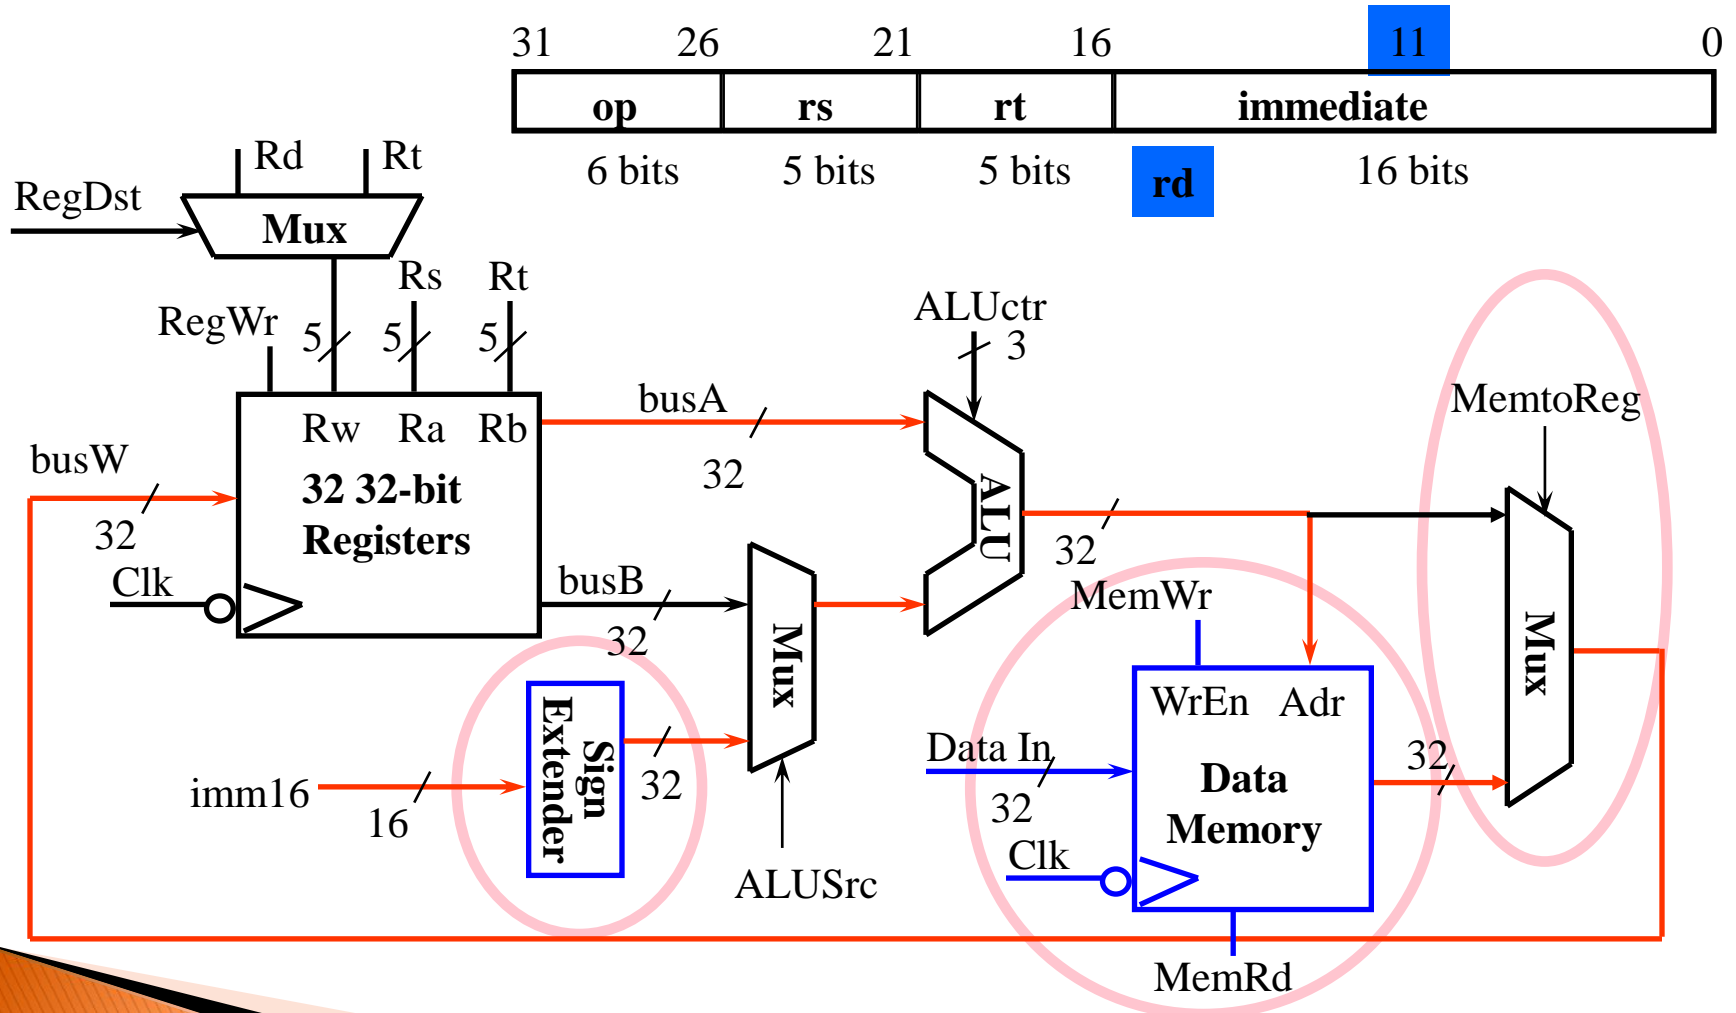 31 26 21 16 11 0
op rs rt immediate
6 bits 5 bits 5 bits rd 16 bits
Rd Rt
RegDst
Mux
Rs Rt
RegWr
5 5 5
ALUctr
3
busA
32
MemtoReg
Rw Ra Rb
busW
32
32 32-bit
Registers
Clk
busB
32
ALU
32
Mux
MemWr
WrEn Adr
Data In
32
Data
Memory
Clk
32
Mux
imm16
16
Sign
Extender
32
ALUSrc
MemRd